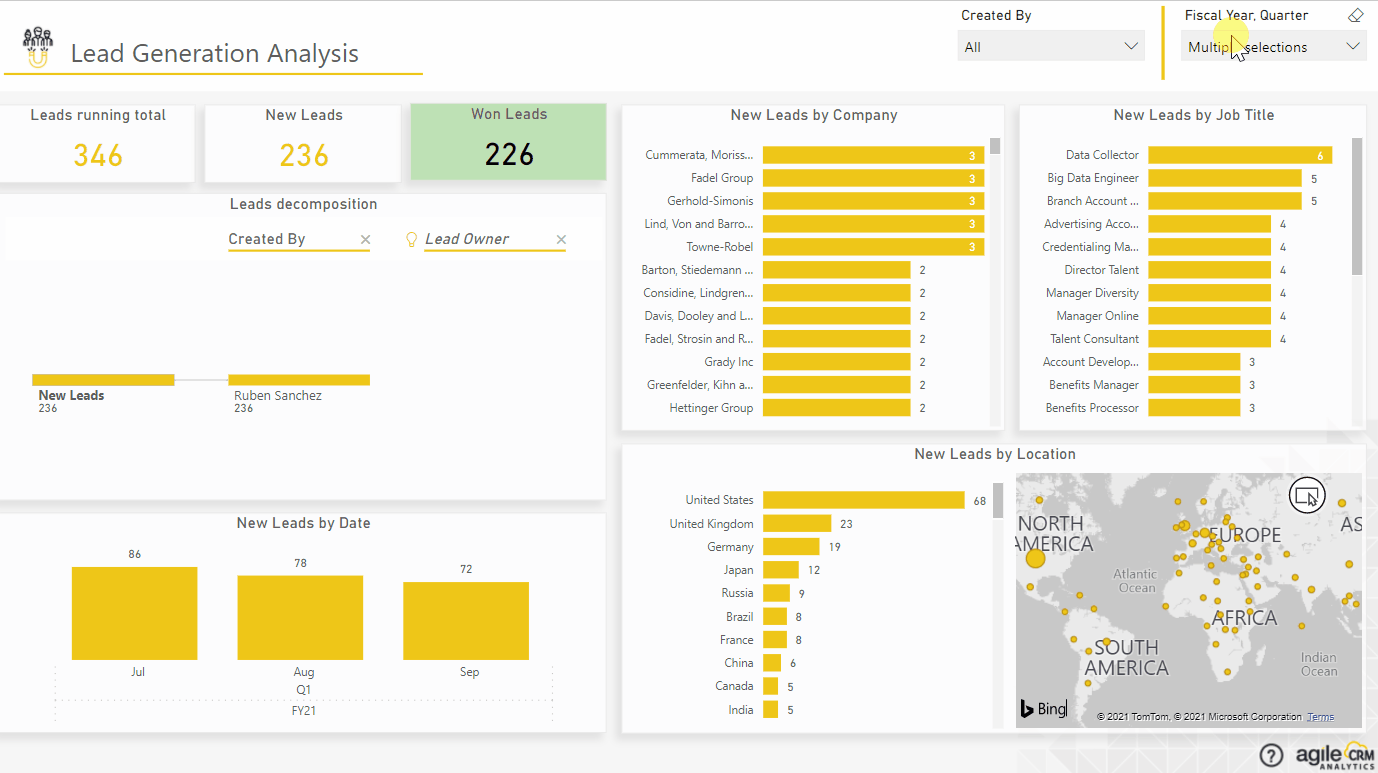 Lead Generation Analysis
Created By
All
Fiscal Year, Quarter
Multiple selections
Leads running total
346
New Leads
236
Won Leads
226
Leads decomposition
Created By
Lead Owner
New Leads
236
Ruben Sanchez
236
New Leads by Date
86
78
72
Jul
Aug
Sep
Q1
FY21
New Leads by Company
Cummerata, Moriss... 3
Fadel Group 3
Gerhold-Simonis 3
Lind, Von and Barro... 3
Towne-Robel 3
Barton, Stiedemann ... 2
Considine, Lindgren... 2
Davis, Dooley and L... 2
Fadel, Strosin and R... 2
Grady Inc 2
Greenfelder, Kihn a... 2
Hettinger Group 2
New Leads by Job Title
Data Collector 6
Big Data Engineer 5
Branch Account ... 5
Advertising Acco... 4
Credentialing Ma... 4
Director Talent 4
Manager Diversity 4
Manager Online 4
Talent Consultant 4
Account Develop... 3
Benefits Manager 3
Benefits Processor 3
New Leads by Location
United States 68
United Kingdom 23
Germany 19
Japan 12
Russia 9
Brazil 8
France 8
China 6
Canada 5
India 5
NORTH
AMERICA
EUROPE
AS
Atlantic
Ocean
AFRICA
SOUTH
AMERICA
Indian
Ocean
Bing
© 2021 TomTom, © 2021 Microsoft Corporation Terms
? agile CRM
ANALYTICS